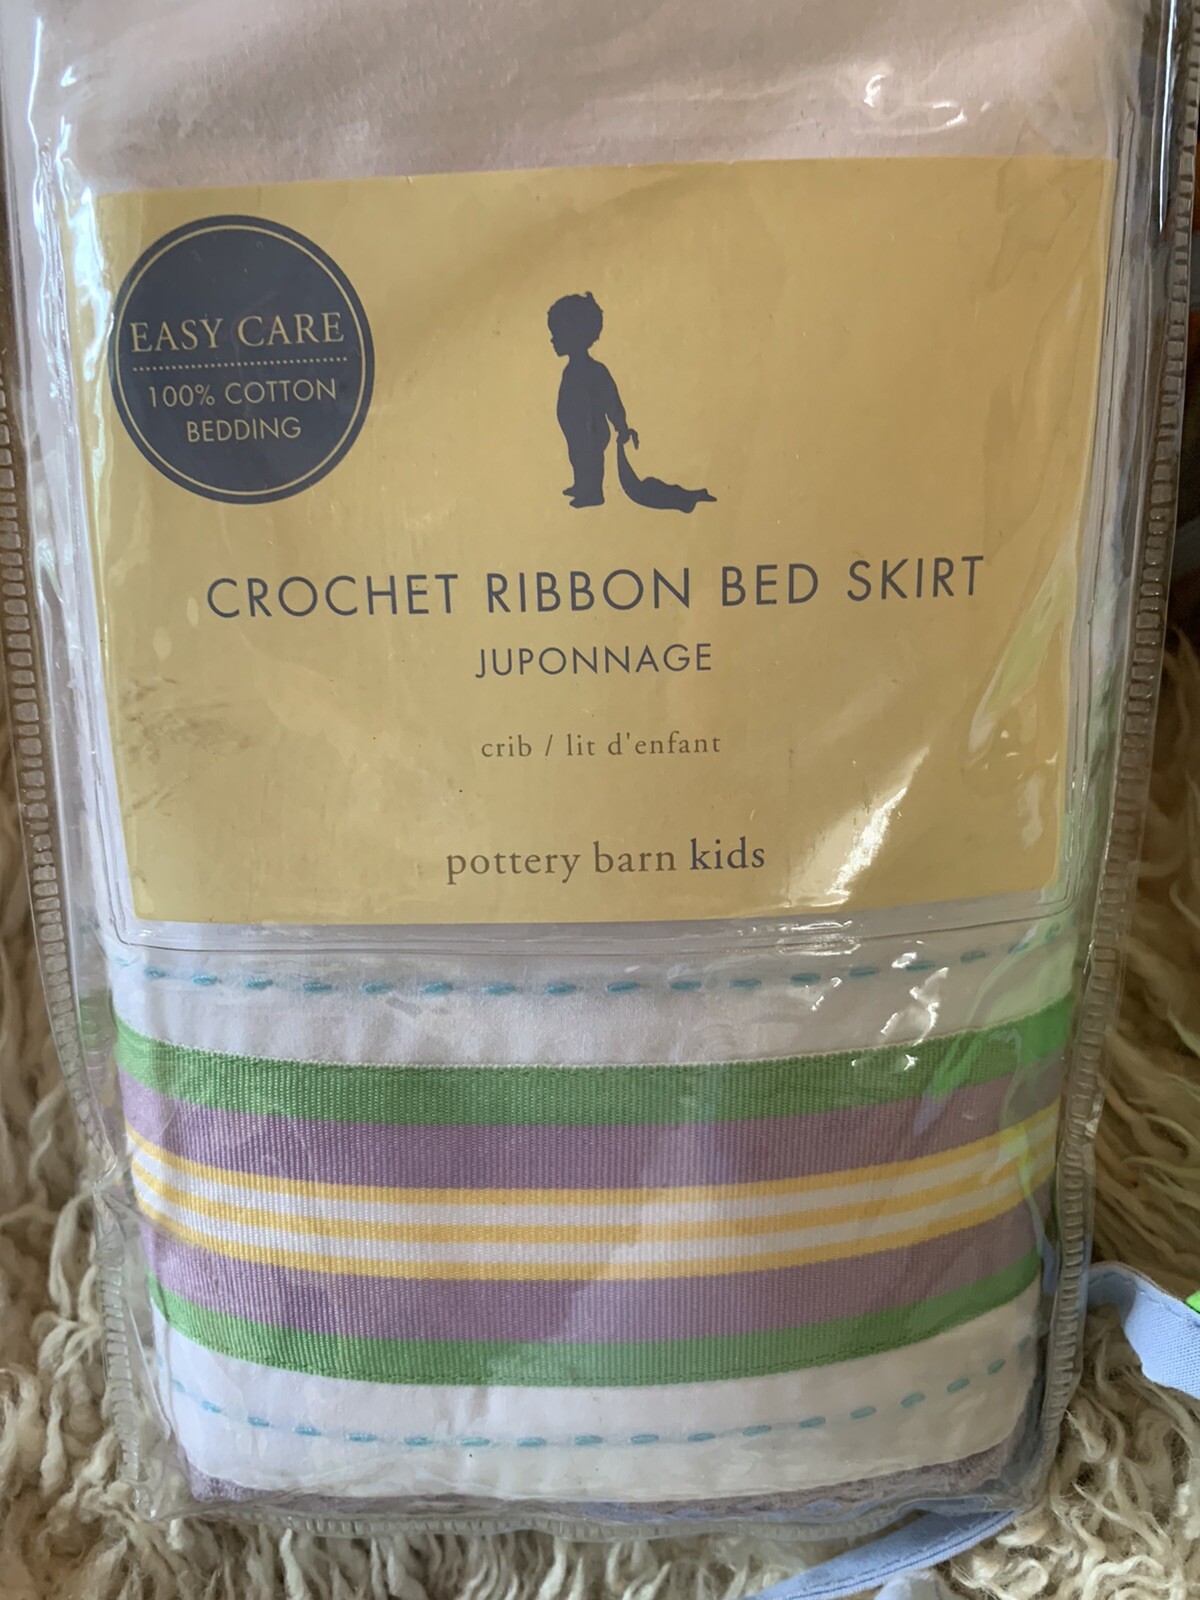 EASY CARE
100% COTTON
BEDDING
CROCHET RIBBON BED SKIRT
JUPONNAGE
crib / lit d'enfant
pottery barn kids